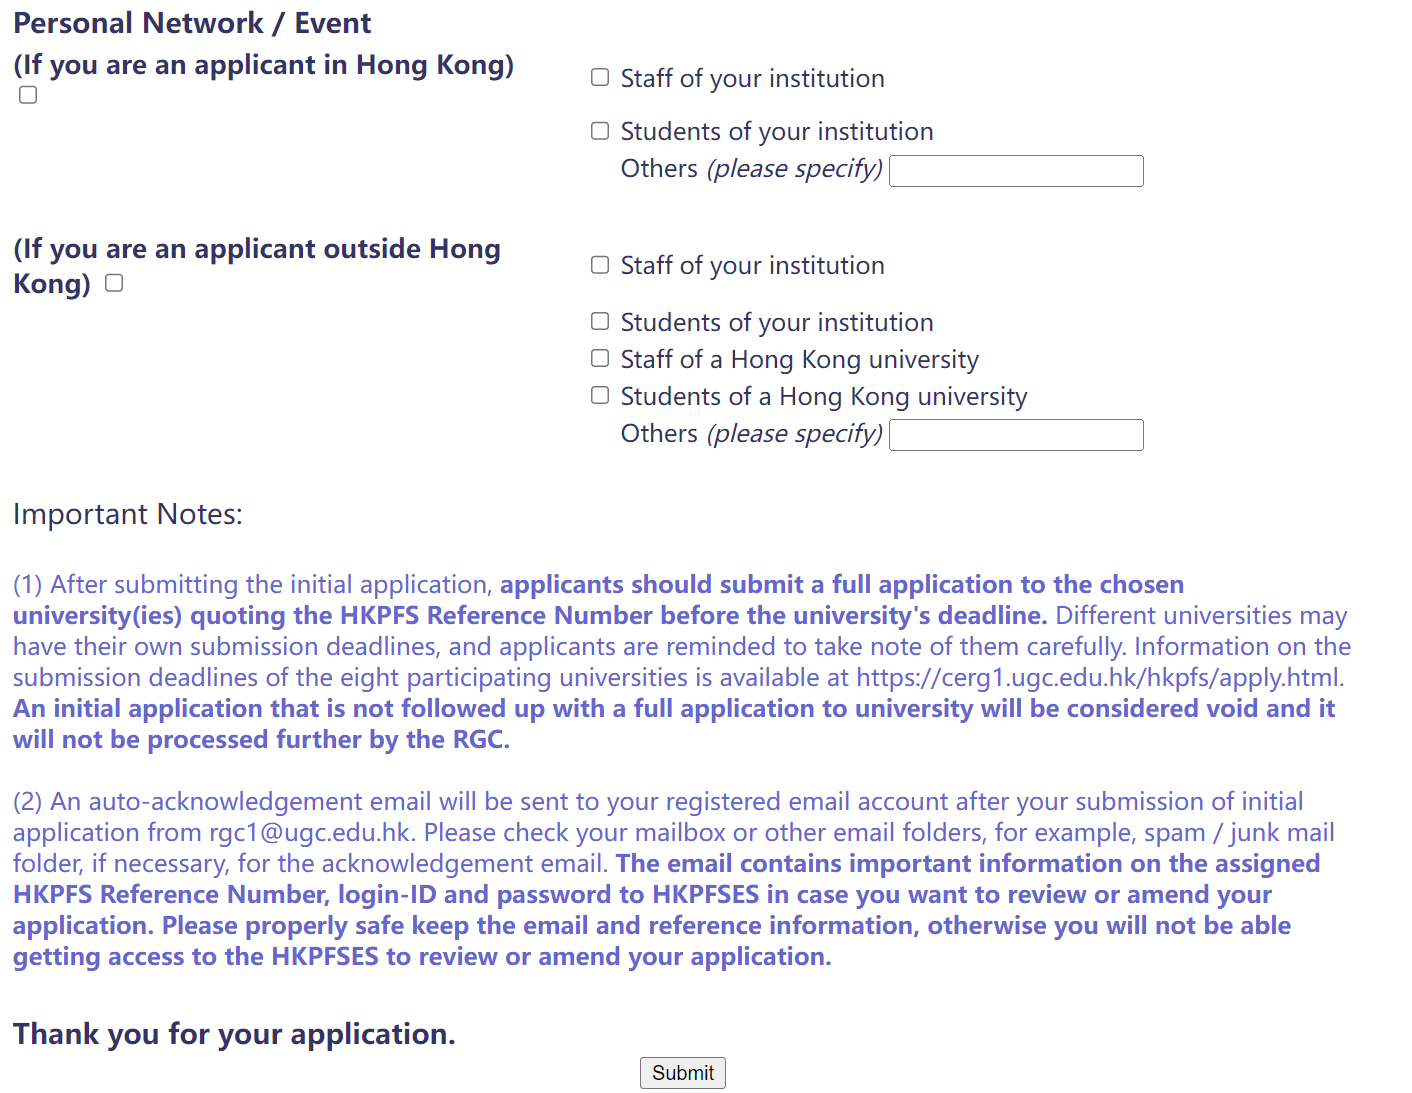 Personal Network / Event
(If you are an applicant in Hong Kong)
Staff of your institution
Students of your institution
Others (please specify)
(If you are an applicant outside Hong
Kong)
Staff of your institution
Students of your institution
Staff of a Hong Kong university
Students of a Hong Kong university
Others (please specify)
Important Notes:
(1) After submitting the initial application, applicants should submit a full application to the chosen
university(ies) quoting the HKPFS Reference Number before the university's deadline. Different universities may
have their own submission deadlines, and applicants are reminded to take note of them carefully. Information on the
submission deadlines of the eight participating universities is available at https://cerg1.ugc.edu.hk/hkpfs/apply.html.
An initial application that is not followed up with a full application to university will be considered void and it
will not be processed further by the RGC.
(2) An auto-acknowledgement email will be sent to your registered email account after your submission of initial
application from rgc1@ugc.edu.hk. Please check your mailbox or other email folders, for example, spam / junk mail
folder, if necessary, for the acknowledgement email. The email contains important information on the assigned
HKPFS Reference Number, login-ID and password to HKPFSES in case you want to review or amend your
application. Please properly safe keep the email and reference information, otherwise you will not be able
getting access to the HKPFSES to review or amend your application.
Thank you for your application.
Submit